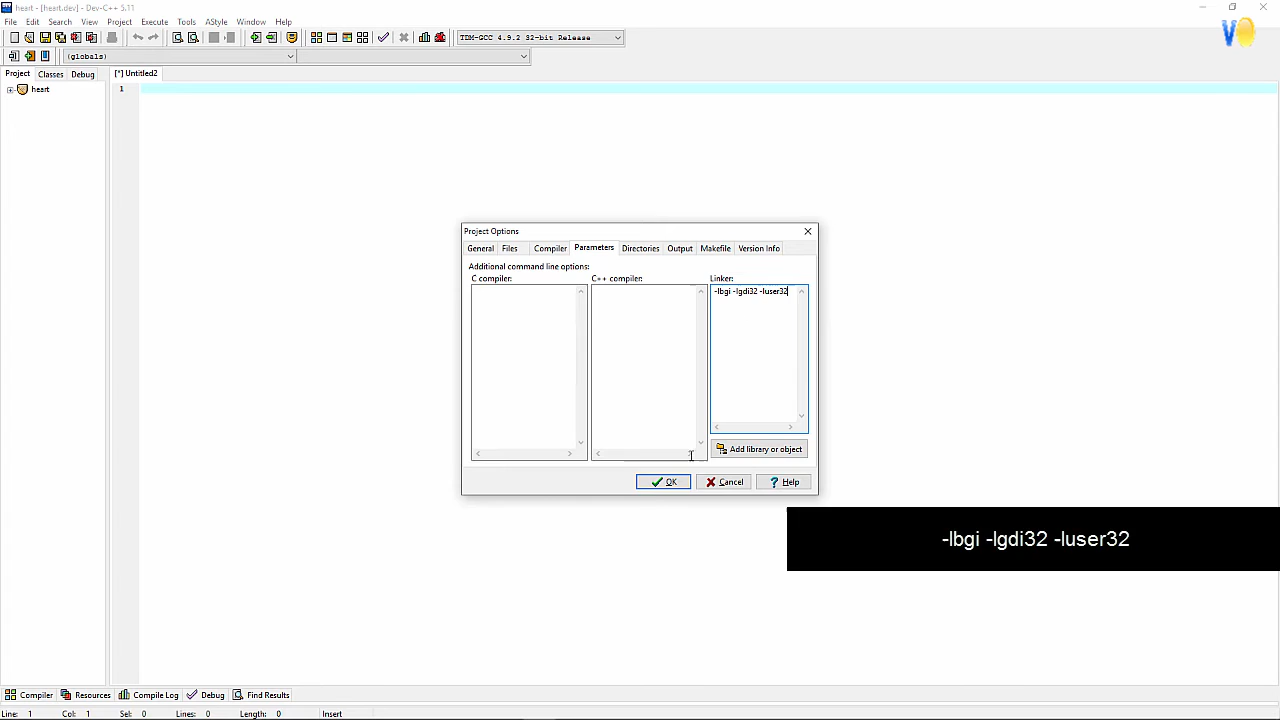 heart - [heart.dev] - Dev-C++ 5.11
File Edit Search View Project Execute Tools AStyle Window Help
TDM-GCC 4.9.2 32-bit Release
(globals)
Project Classes Debug
[*] Untitled2
heart
1
Project Options
General Files Compiler Parameters Directories Output Makefile Version Info
Additional command line options:
C compiler: C++ compiler: Linker:
-lbgi -lgdi32 -luser32
Add library or object
OK Cancel Help
-lbgi -lgdi32 -luser32
Compiler Resources Compile Log Debug Find Results
Line: 1 Col: 1 Sel: 0 Lines: 0 Length: 0 Insert
V